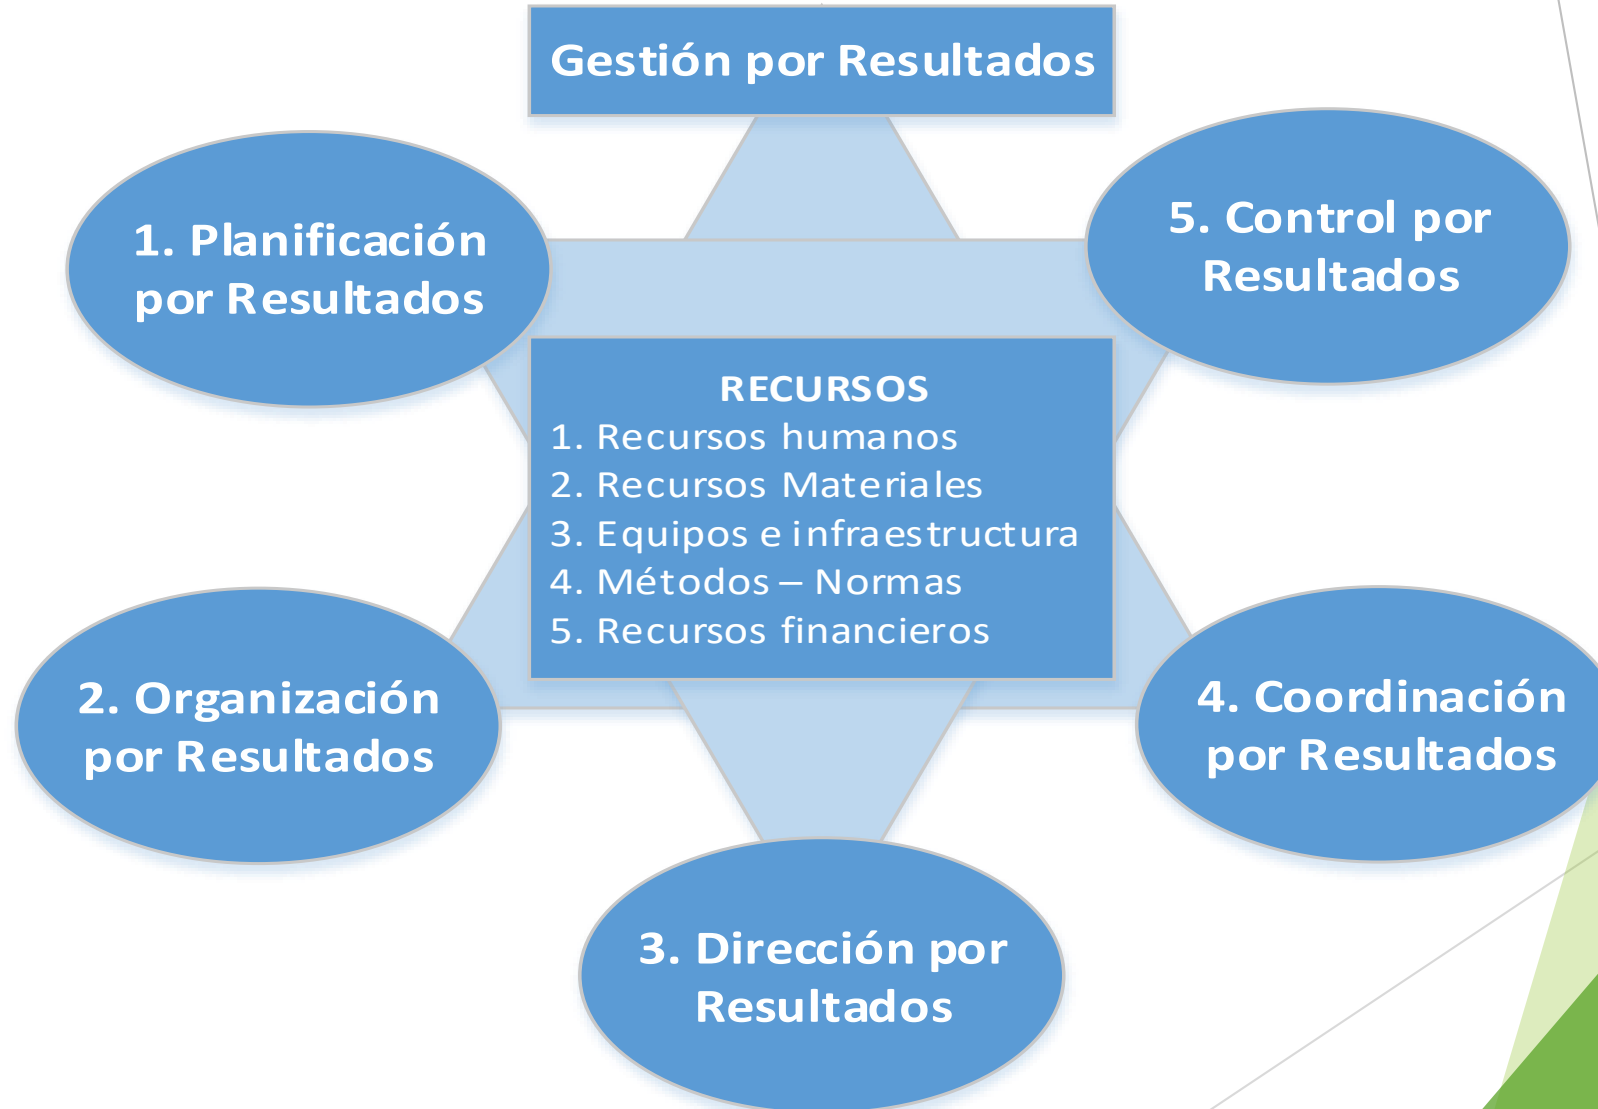 Gestión por Resultados
1. Planificación
por Resultados
5. Control por
Resultados
RECURSOS
1. Recursos humanos
2. Recursos Materiales
3. Equipos e infraestructura
4. Métodos – Normas
5. Recursos financieros
2. Organización
por Resultados
4. Coordinación
por Resultados
3. Dirección por
Resultados